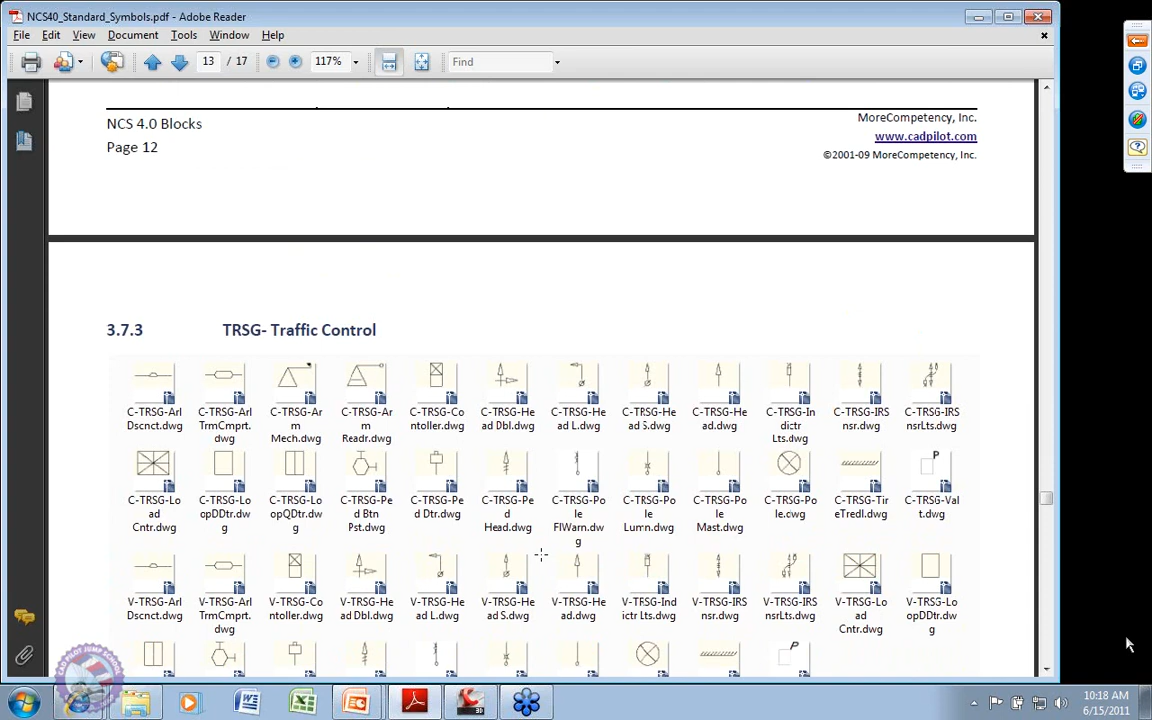 NCS40_Standard_Symbols.pdf - Adobe Reader
File Edit View Document Tools Window Help
13 / 17 117% Find
NCS 4.0 Blocks
Page 12
MoreCompetency, Inc.
www.cadpilot.com
©2001-09 MoreCompetency, Inc.
3.7.3 TRSG- Traffic Control
C-TRSG-Arl C-TRSG-Arl C-TRSG-Ar C-TRSG-Ar C-TRSG-Co C-TRSG-He C-TRSG-He C-TRSG-He C-TRSG-He C-TRSG-In C-TRSG-IRS C-TRSG-IRS
Dscnct.dwg TrmCmprt. m m ntoller.dwg ad Dbl.dwg ad L.dwg ad S.dwg ad.dwg dictr nsr.dwg nsrLts.dwg
dwg Mech.dwg Readr.dwg Lts.dwg
P
C-TRSG-Lo C-TRSG-Lo C-TRSG-Lo C-TRSG-Pe C-TRSG-Pe C-TRSG-Pe C-TRSG-Po C-TRSG-Po C-TRSG-Po C-TRSG-Po C-TRSG-Tir C-TRSG-Val
ad opDDtr.dw opQDtr.dw d Btn d Dtr.dwg d le le le le.cwg eTredl.dwg t.dwg
Cntr.dwg g g Pst.dwg Head.dwg FlWarn.dw Lumn.dwg Mast.dwg
g
V-TRSG-Arl V-TRSG-Arl V-TRSG-Co V-TRSG-He V-TRSG-He V-TRSG-He V-TRSG-He V-TRSG-Ind V-TRSG-IRS V-TRSG-IRS V-TRSG-Lo V-TRSG-Lo
Dscnct.dwg TrmCmprt. ntoller.dwg ad Dbl.dwg ad L.dwg ad S.dwg ad.dwg ictr Lts.dwg nsr.dwg nsrLts.dwg ad opDDtr.dw
dwg Cntr.dwg g
P
CAD PILOT JUMP SCHOOL
10:18 AM
6/15/2011